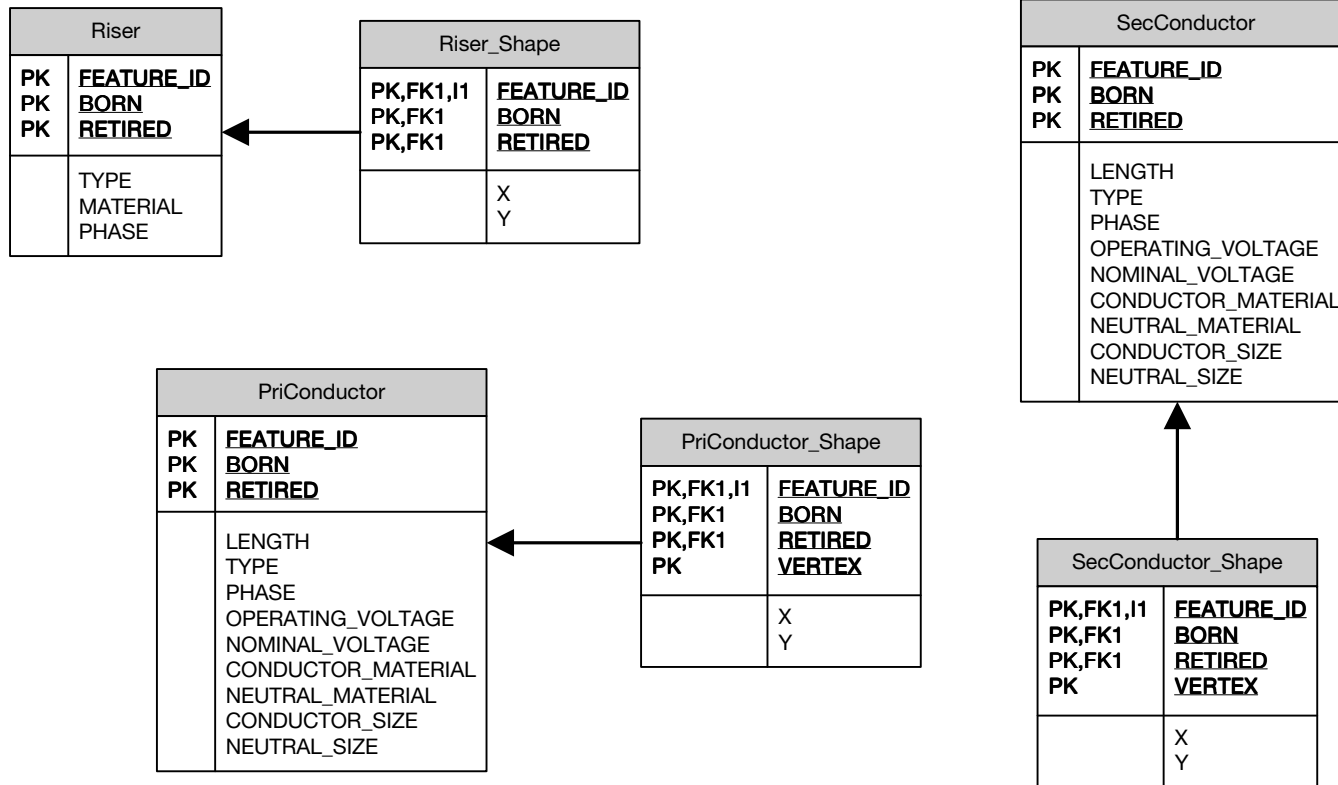 Riser
PK FEATURE_ID
PK BORN
PK RETIRED
TYPE
MATERIAL
PHASE
Riser_Shape
PK,FK1,I1 FEATURE_ID
PK,FK1 BORN
PK,FK1 RETIRED
X
Y
SecConductor
PK FEATURE_ID
PK BORN
PK RETIRED
LENGTH
TYPE
PHASE
OPERATING_VOLTAGE
NOMINAL_VOLTAGE
CONDUCTOR_MATERIAL
NEUTRAL_MATERIAL
CONDUCTOR_SIZE
NEUTRAL_SIZE
PriConductor
PK FEATURE_ID
PK BORN
PK RETIRED
LENGTH
TYPE
PHASE
OPERATING_VOLTAGE
NOMINAL_VOLTAGE
CONDUCTOR_MATERIAL
NEUTRAL_MATERIAL
CONDUCTOR_SIZE
NEUTRAL_SIZE
PriConductor_Shape
PK,FK1,I1 FEATURE_ID
PK,FK1 BORN
PK,FK1 RETIRED
PK VERTEX
X
Y
SecConductor_Shape
PK,FK1,I1 FEATURE_ID
PK,FK1 BORN
PK,FK1 RETIRED
PK VERTEX
X
Y